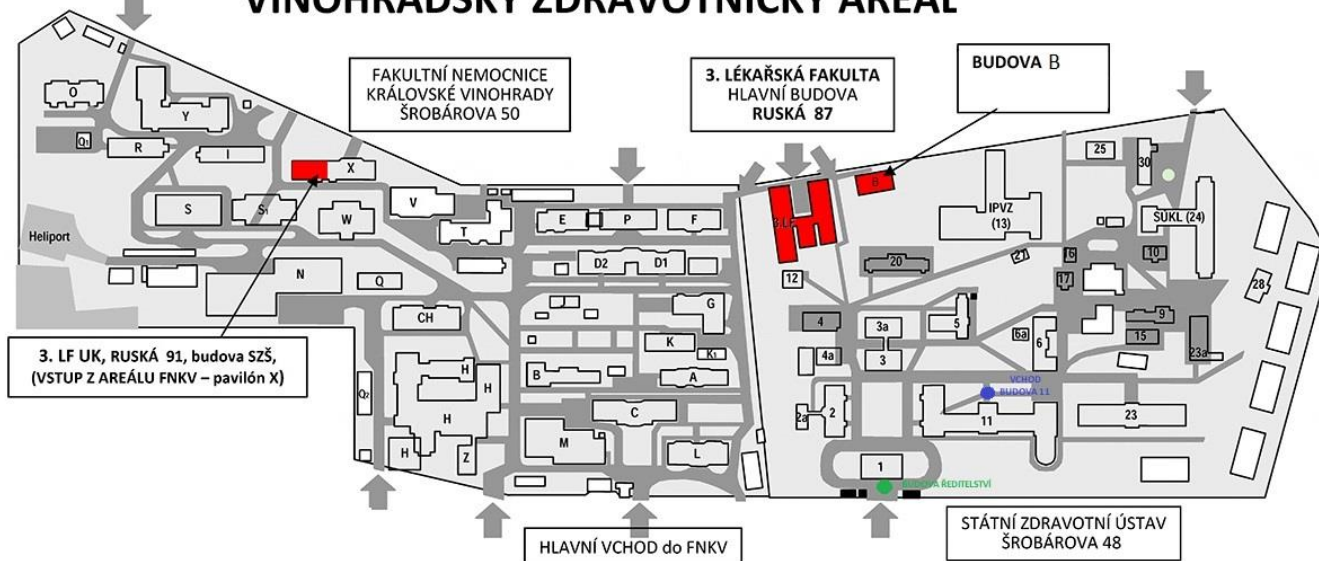 VINOHRADSKÝ ZDRAVOTNICKÝ AREÁL
FAKULTNÍ NEMOCNICE
KRÁLOVSKÉ VINOHRADY
ŠROBÁROVA 50
3. LÉKAŘSKÁ FAKULTA
HLAVNÍ BUDOVA
RUSKÁ 87
BUDOVA B
O
Y
Q1
R
I
X
S
S1
W
V
T
E
P
F
Heliport
N
Q
D2
D1
G
CH
K
K1
B
A
H
H
H
H
Q2
C
M
L
Z
3. LF UK, RUSKÁ 91, budova SZŠ,
(VSTUP Z AREÁLU FNKV – pavilón X)
3.LF
B
25
30
IPVZ
(13)
SÚKL (24)
12
20
27
16
10
17
28
4
3a
5
9
4a
3
6a
6
15
23a
VCHOD
BUDOVA 11
2a
2
11
23
1
BUDOVA ŘEDITELSTVÍ
HLAVNÍ VCHOD do FNKV
STÁTNÍ ZDRAVOTNÍ ÚSTAV
ŠROBÁROVA 48